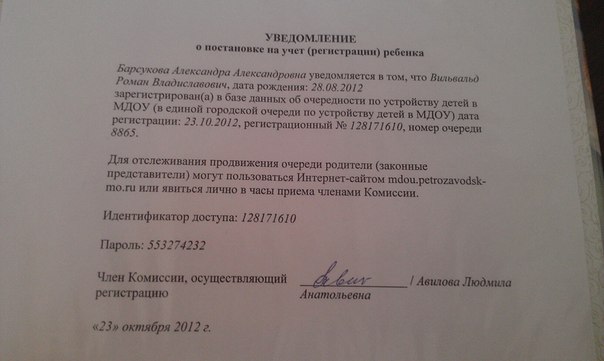 УВЕДОМЛЕНИЕ
о постановке на учет (регистрации) ребенка
Барсукова Александра Александровна уведомляется в том, что Вильвальд
Роман Владиславович, дата рождения: 28.08.2012
зарегистрирован(а) в базе данных об очередности по устройству детей в
МДОУ (в единой городской очереди по устройству детей в МДОУ) дата
регистрации: 23.10.2012, регистрационный № 128171610, номер очереди
8865.
Для отслеживания продвижения очереди родители (законные
представители) могут пользоваться Интернет-сайтом mdou.petrozavodsk-
mo.ru или явиться лично в часы приема членами Комиссии.
Идентификатор доступа: 128171610
Пароль: 553274232
Член Комиссии, осуществляющий / Авилова Людмила
регистрацию Анатольевна
«23» октября 2012 г.